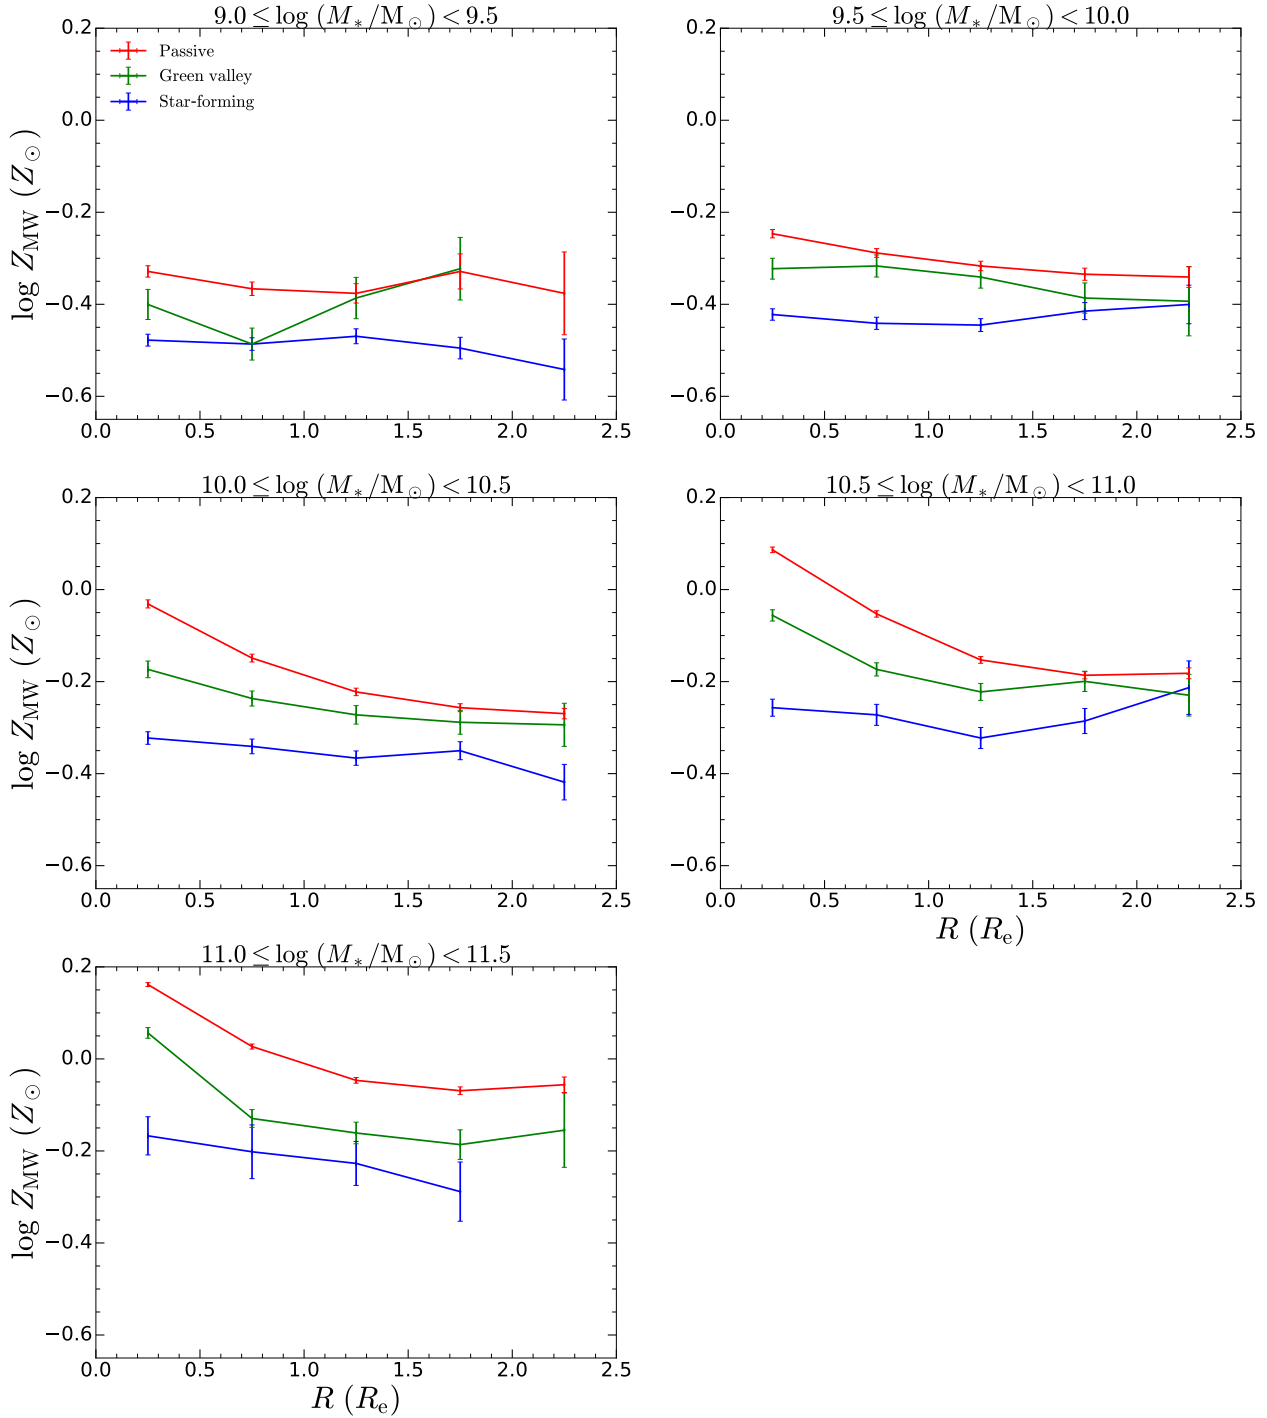 9.0 ≤ log (M∗/M⊙) < 9.5
0.2
0.0
−0.2
−0.4
−0.6
log Z_MW (Z⊙)
Passive
Green valley
Star-forming
0.0 0.5 1.0 1.5 2.0 2.5
9.5 ≤ log (M∗/M⊙) < 10.0
0.2
0.0
−0.2
−0.4
−0.6
0.0 0.5 1.0 1.5 2.0 2.5
10.0 ≤ log (M∗/M⊙) < 10.5
0.2
0.0
−0.2
−0.4
−0.6
log Z_MW (Z⊙)
0.0 0.5 1.0 1.5 2.0 2.5
10.5 ≤ log (M∗/M⊙) < 11.0
0.2
0.0
−0.2
−0.4
−0.6
0.0 0.5 1.0 1.5 2.0 2.5
R (R_e)
11.0 ≤ log (M∗/M⊙) < 11.5
0.2
0.0
−0.2
−0.4
−0.6
log Z_MW (Z⊙)
0.0 0.5 1.0 1.5 2.0 2.5
R (R_e)